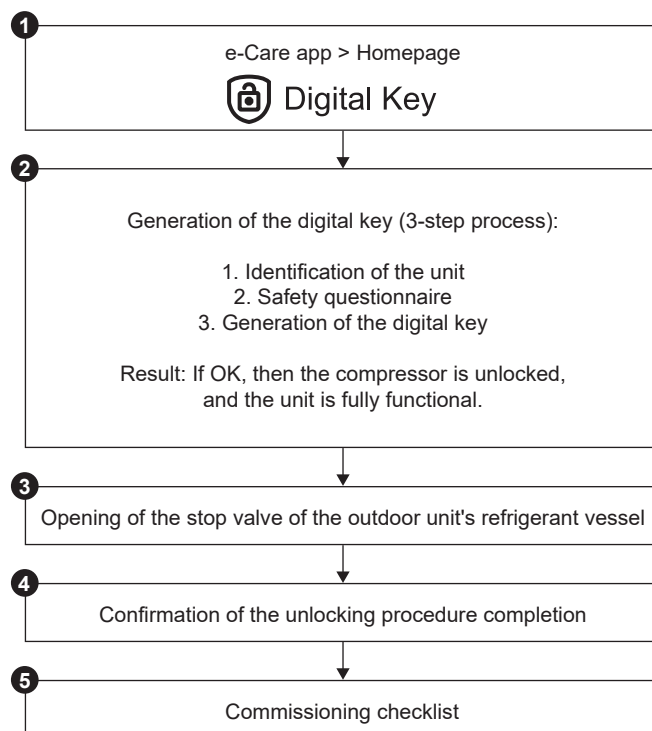 1
e-Care app > Homepage
Digital Key
2
Generation of the digital key (3-step process):
1. Identification of the unit
2. Safety questionnaire
3. Generation of the digital key
Result: If OK, then the compressor is unlocked,
and the unit is fully functional.
3
Opening of the stop valve of the outdoor unit's refrigerant vessel
4
Confirmation of the unlocking procedure completion
5
Commissioning checklist